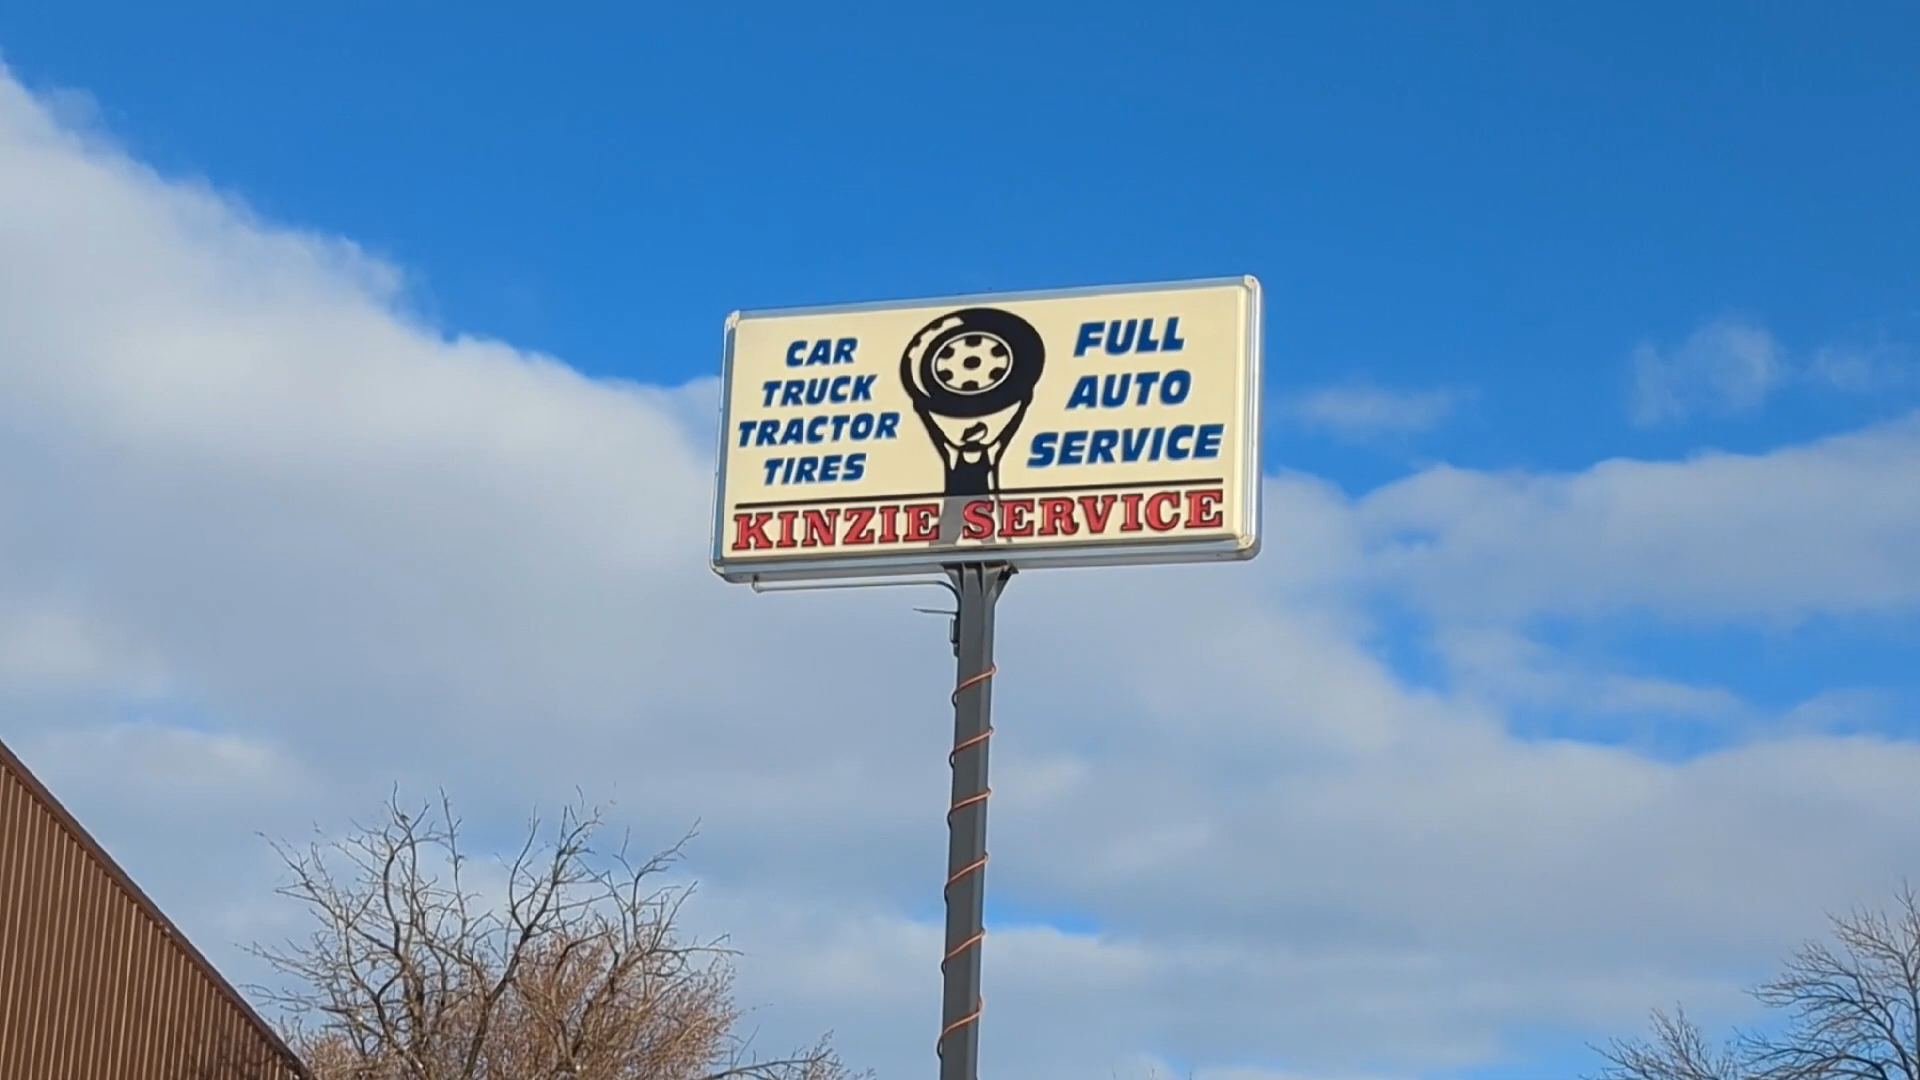 CAR
TRUCK
TRACTOR
TIRES
FULL
AUTO
SERVICE
KINZIE SERVICE